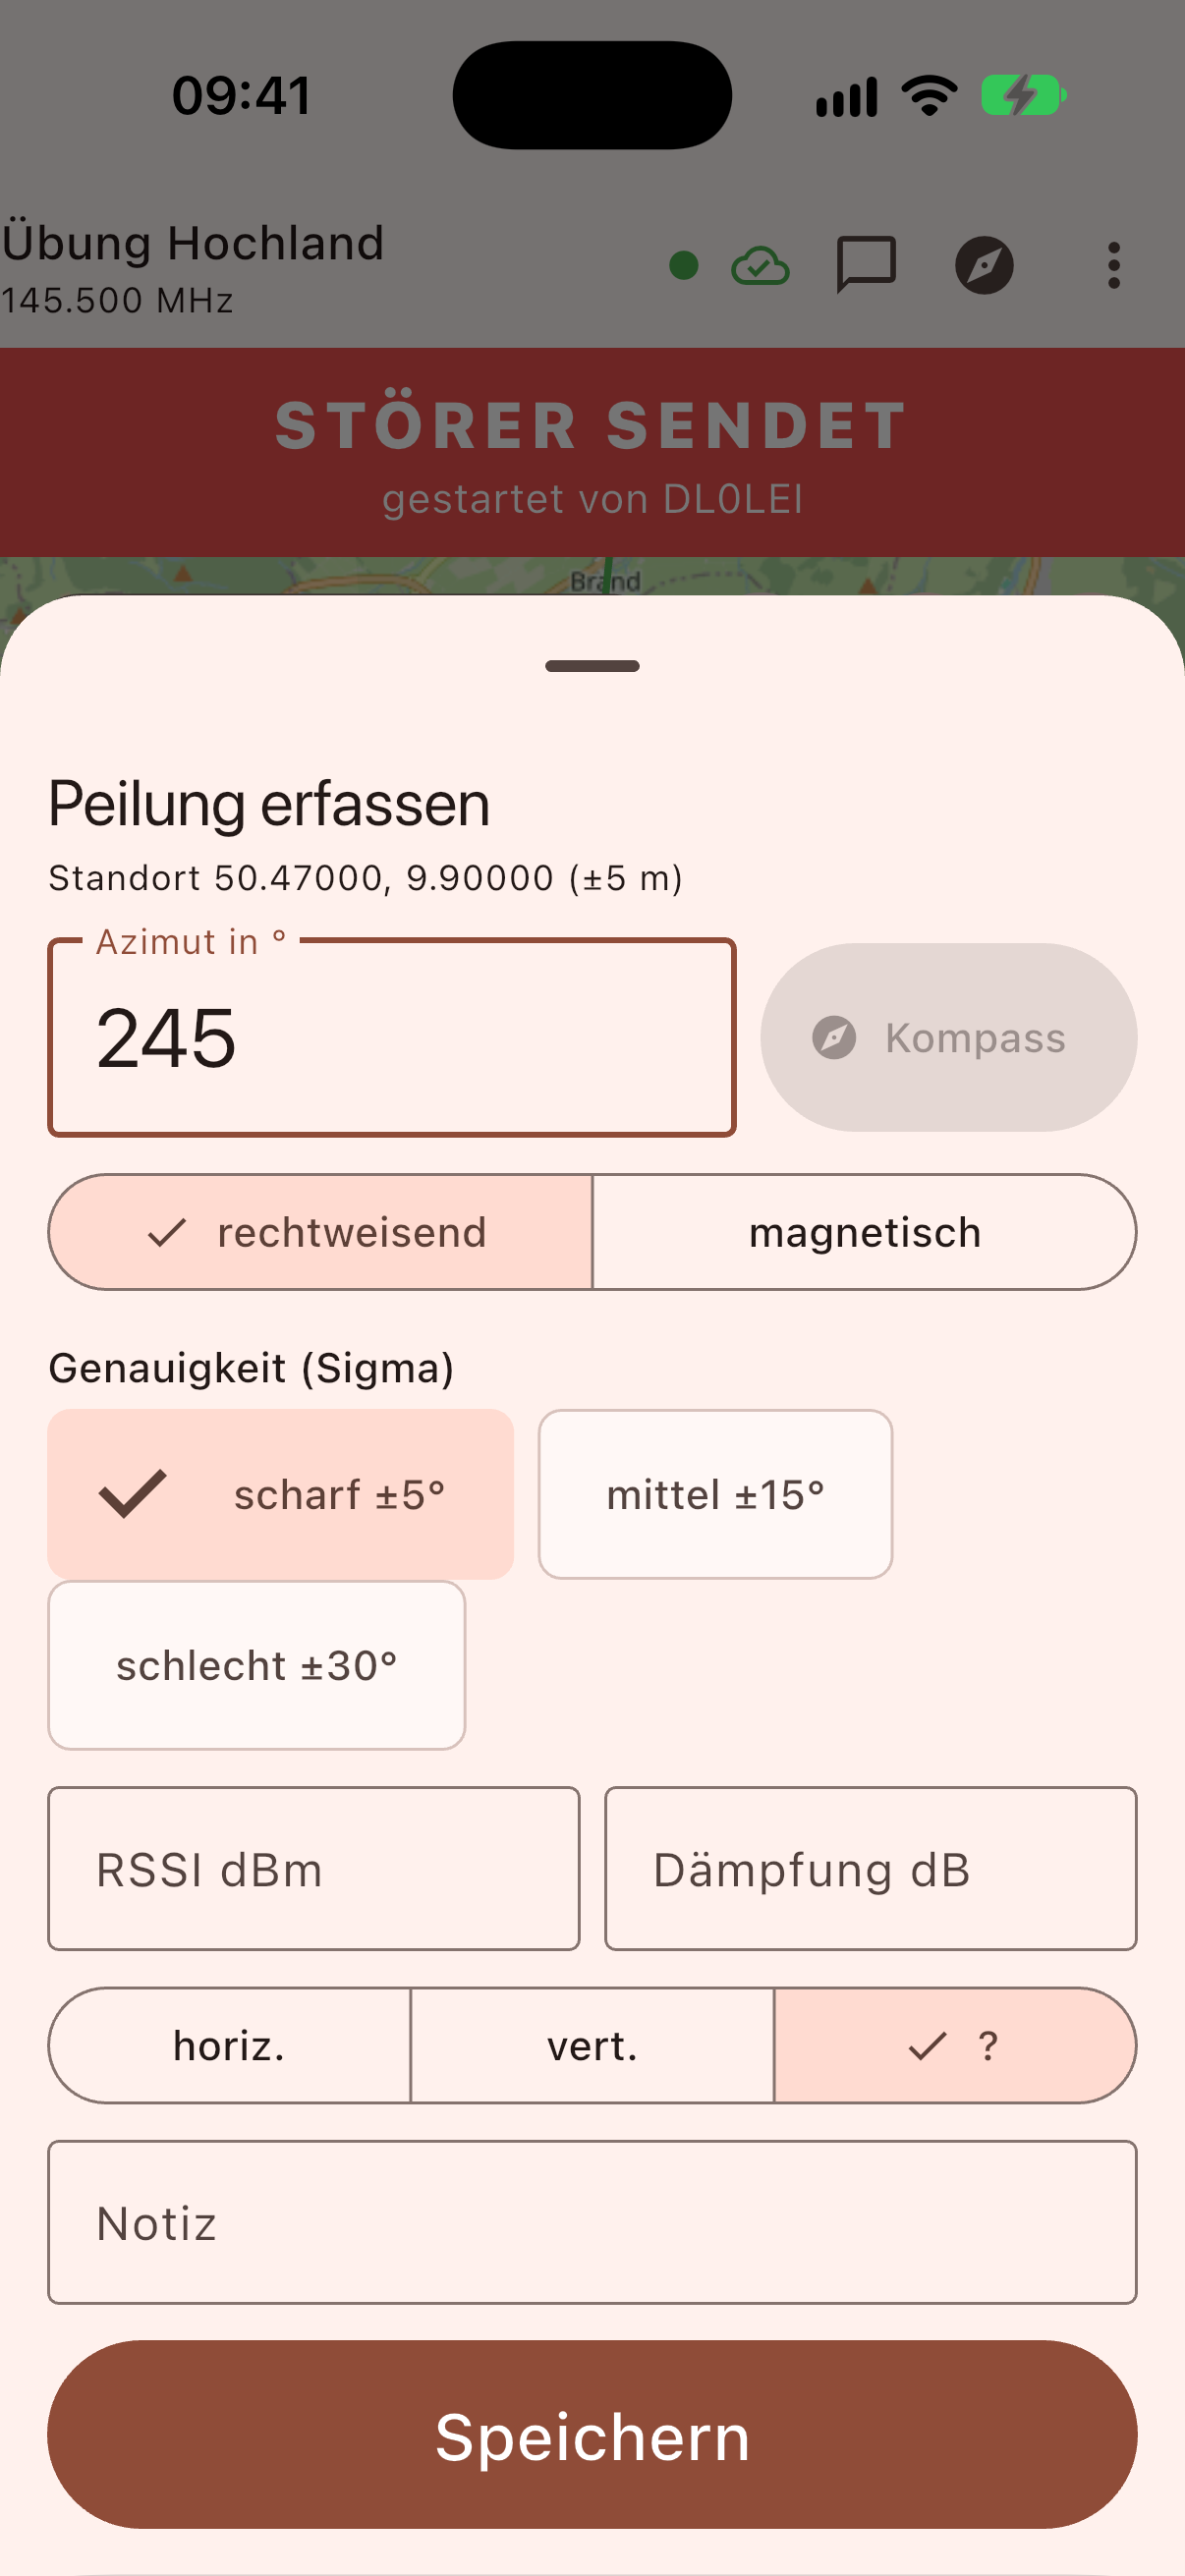 09:41
Übung Hochland
145.500 MHz
STÖRER SENDET
gestartet von DL0LEI
Brand
Peilung erfassen
Standort 50.47000, 9.90000 (±5 m)
Azimut in °
245
Kompass
rechtweisend
magnetisch
Genauigkeit (Sigma)
scharf ±5°
mittel ±15°
schlecht ±30°
RSSI dBm
Dämpfung dB
horiz.
vert.
?
Notiz
Speichern